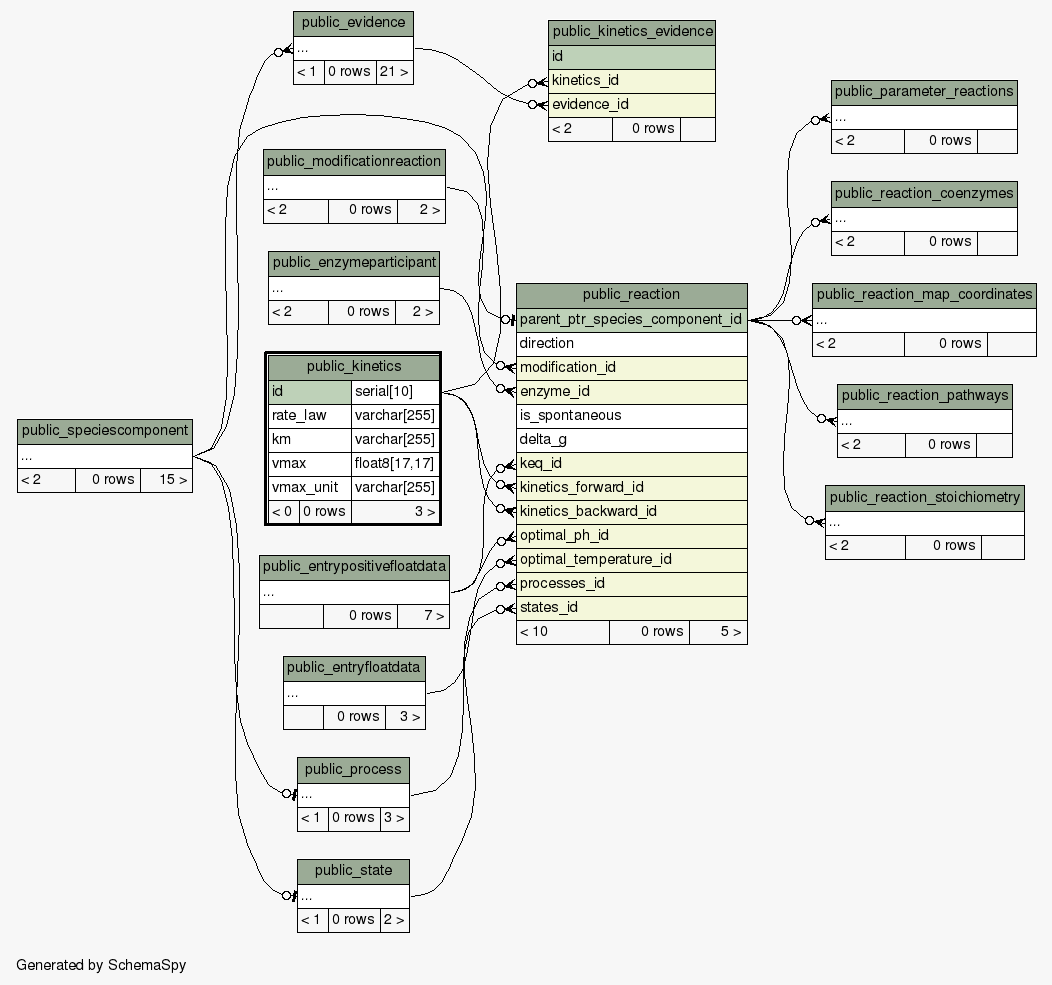 public_evidence
...
< 1 0 rows 21 >
public_kinetics_evidence
id
kinetics_id
evidence_id
< 2 0 rows
public_parameter_reactions
...
< 2 0 rows
public_modificationreaction
...
< 2 0 rows 2 >
public_reaction_coenzymes
...
< 2 0 rows
public_enzymeparticipant
...
< 2 0 rows 2 >
public_reaction
parent_ptr_species_component_id
direction
modification_id
enzyme_id
is_spontaneous
delta_g
keq_id
kinetics_forward_id
kinetics_backward_id
optimal_ph_id
optimal_temperature_id
processes_id
states_id
< 10 0 rows 5 >
public_reaction_map_coordinates
...
< 2 0 rows
public_kinetics
id serial[10]
rate_law varchar[255]
km varchar[255]
vmax float8[17,17]
vmax_unit varchar[255]
< 0 0 rows 3 >
public_reaction_pathways
...
< 2 0 rows
public_speciescomponent
...
< 2 0 rows 15 >
public_reaction_stoichiometry
...
< 2 0 rows
public_entrypositivefloatdata
...
0 rows 7 >
public_entryfloatdata
...
0 rows 3 >
public_process
...
< 1 0 rows 3 >
public_state
...
< 1 0 rows 2 >
Generated by SchemaSpy